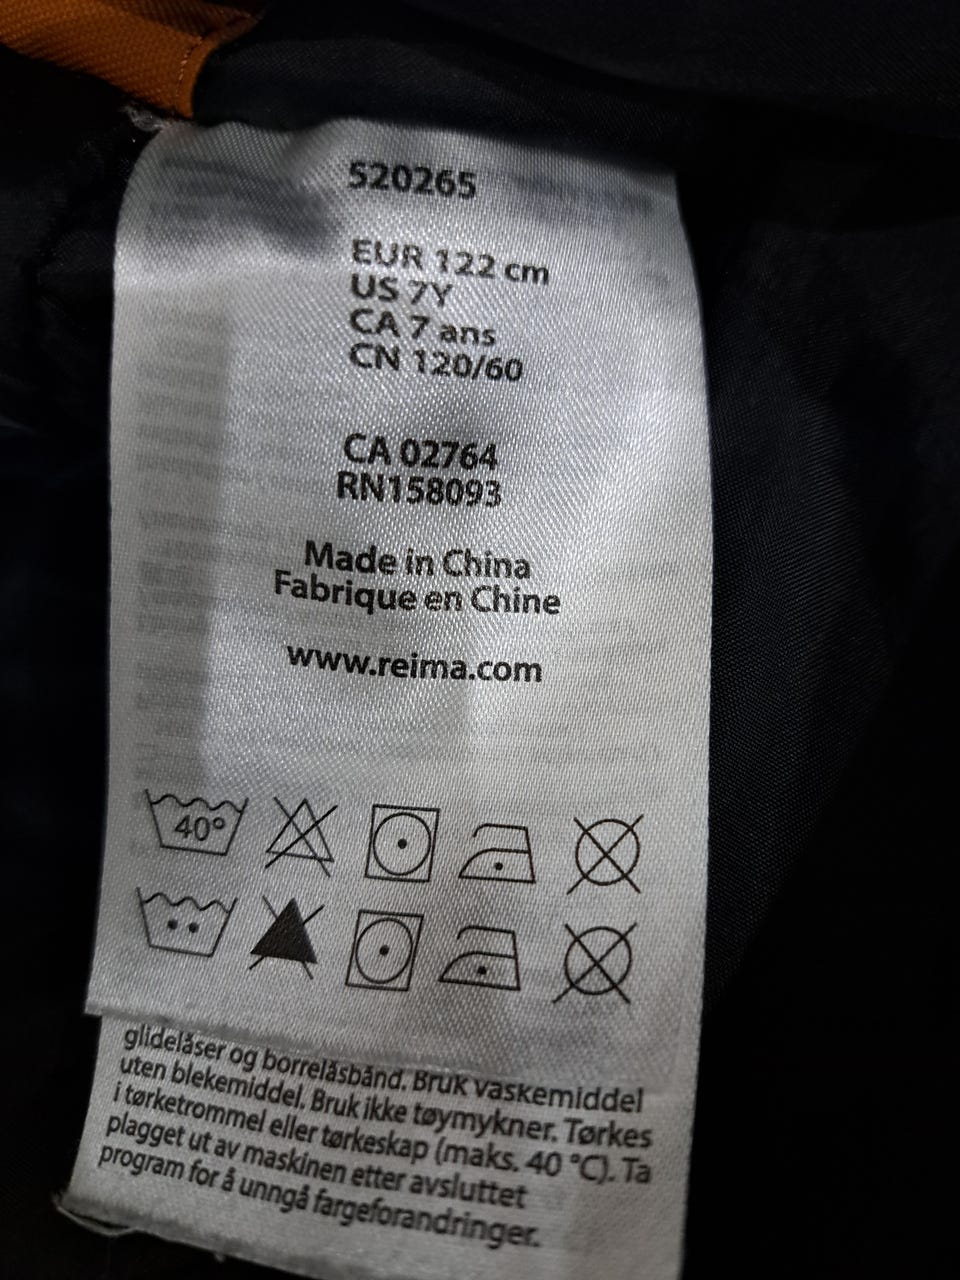 520265
EUR 122 cm
US 7Y
CA 7 ans
CN 120/60
CA 02764
RN158093
Made in China
Fabrique en Chine
www.reima.com
40°
glidelåser og borrelåsbånd. Bruk vaskemiddel
uten blekemiddel. Bruk ikke tøymykner. Tørkes
i tørketrommel eller tørkeskap (maks. 40 °C). Ta
plagget ut av maskinen etter avsluttet
program for å unngå fargeforandringer.